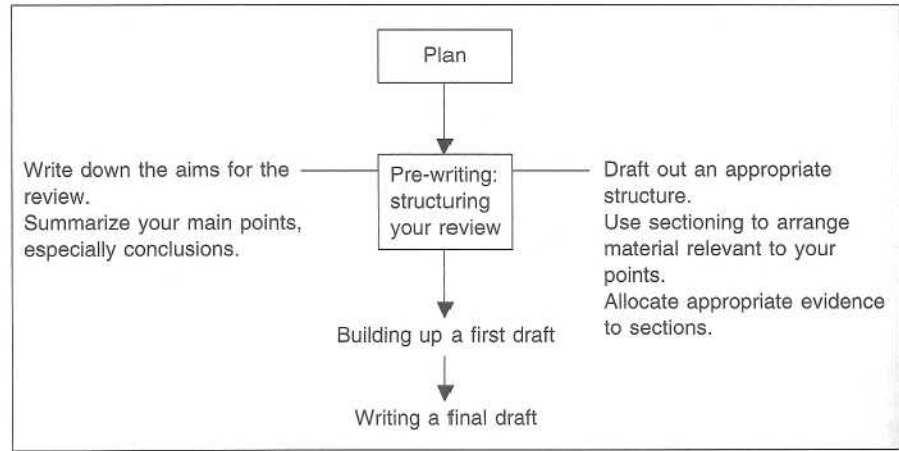 Plan
Write down the aims for the
review.
Summarize your main points,
especially conclusions.
Pre-writing:
structuring
your review
Draft out an appropriate
structure.
Use sectioning to arrange
material relevant to your
points.
Allocate appropriate evidence
to sections.
Building up a first draft
Writing a final draft